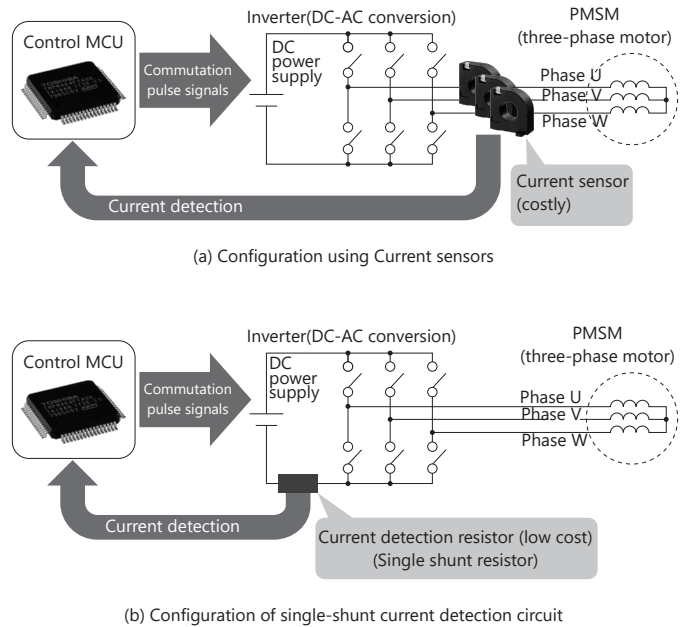 Inverter(DC-AC conversion)
PMSM
(three-phase motor)
Control MCU
DC
power
supply
Commutation
pulse signals
Phase U
Phase V
Phase W
Current sensor
(costly)
Current detection
(a) Configuration using Current sensors
Inverter(DC-AC conversion)
PMSM
(three-phase motor)
Control MCU
DC
power
supply
Commutation
pulse signals
Phase U
Phase V
Phase W
Current detection
Current detection resistor (low cost)
(Single shunt resistor)
(b) Configuration of single-shunt current detection circuit